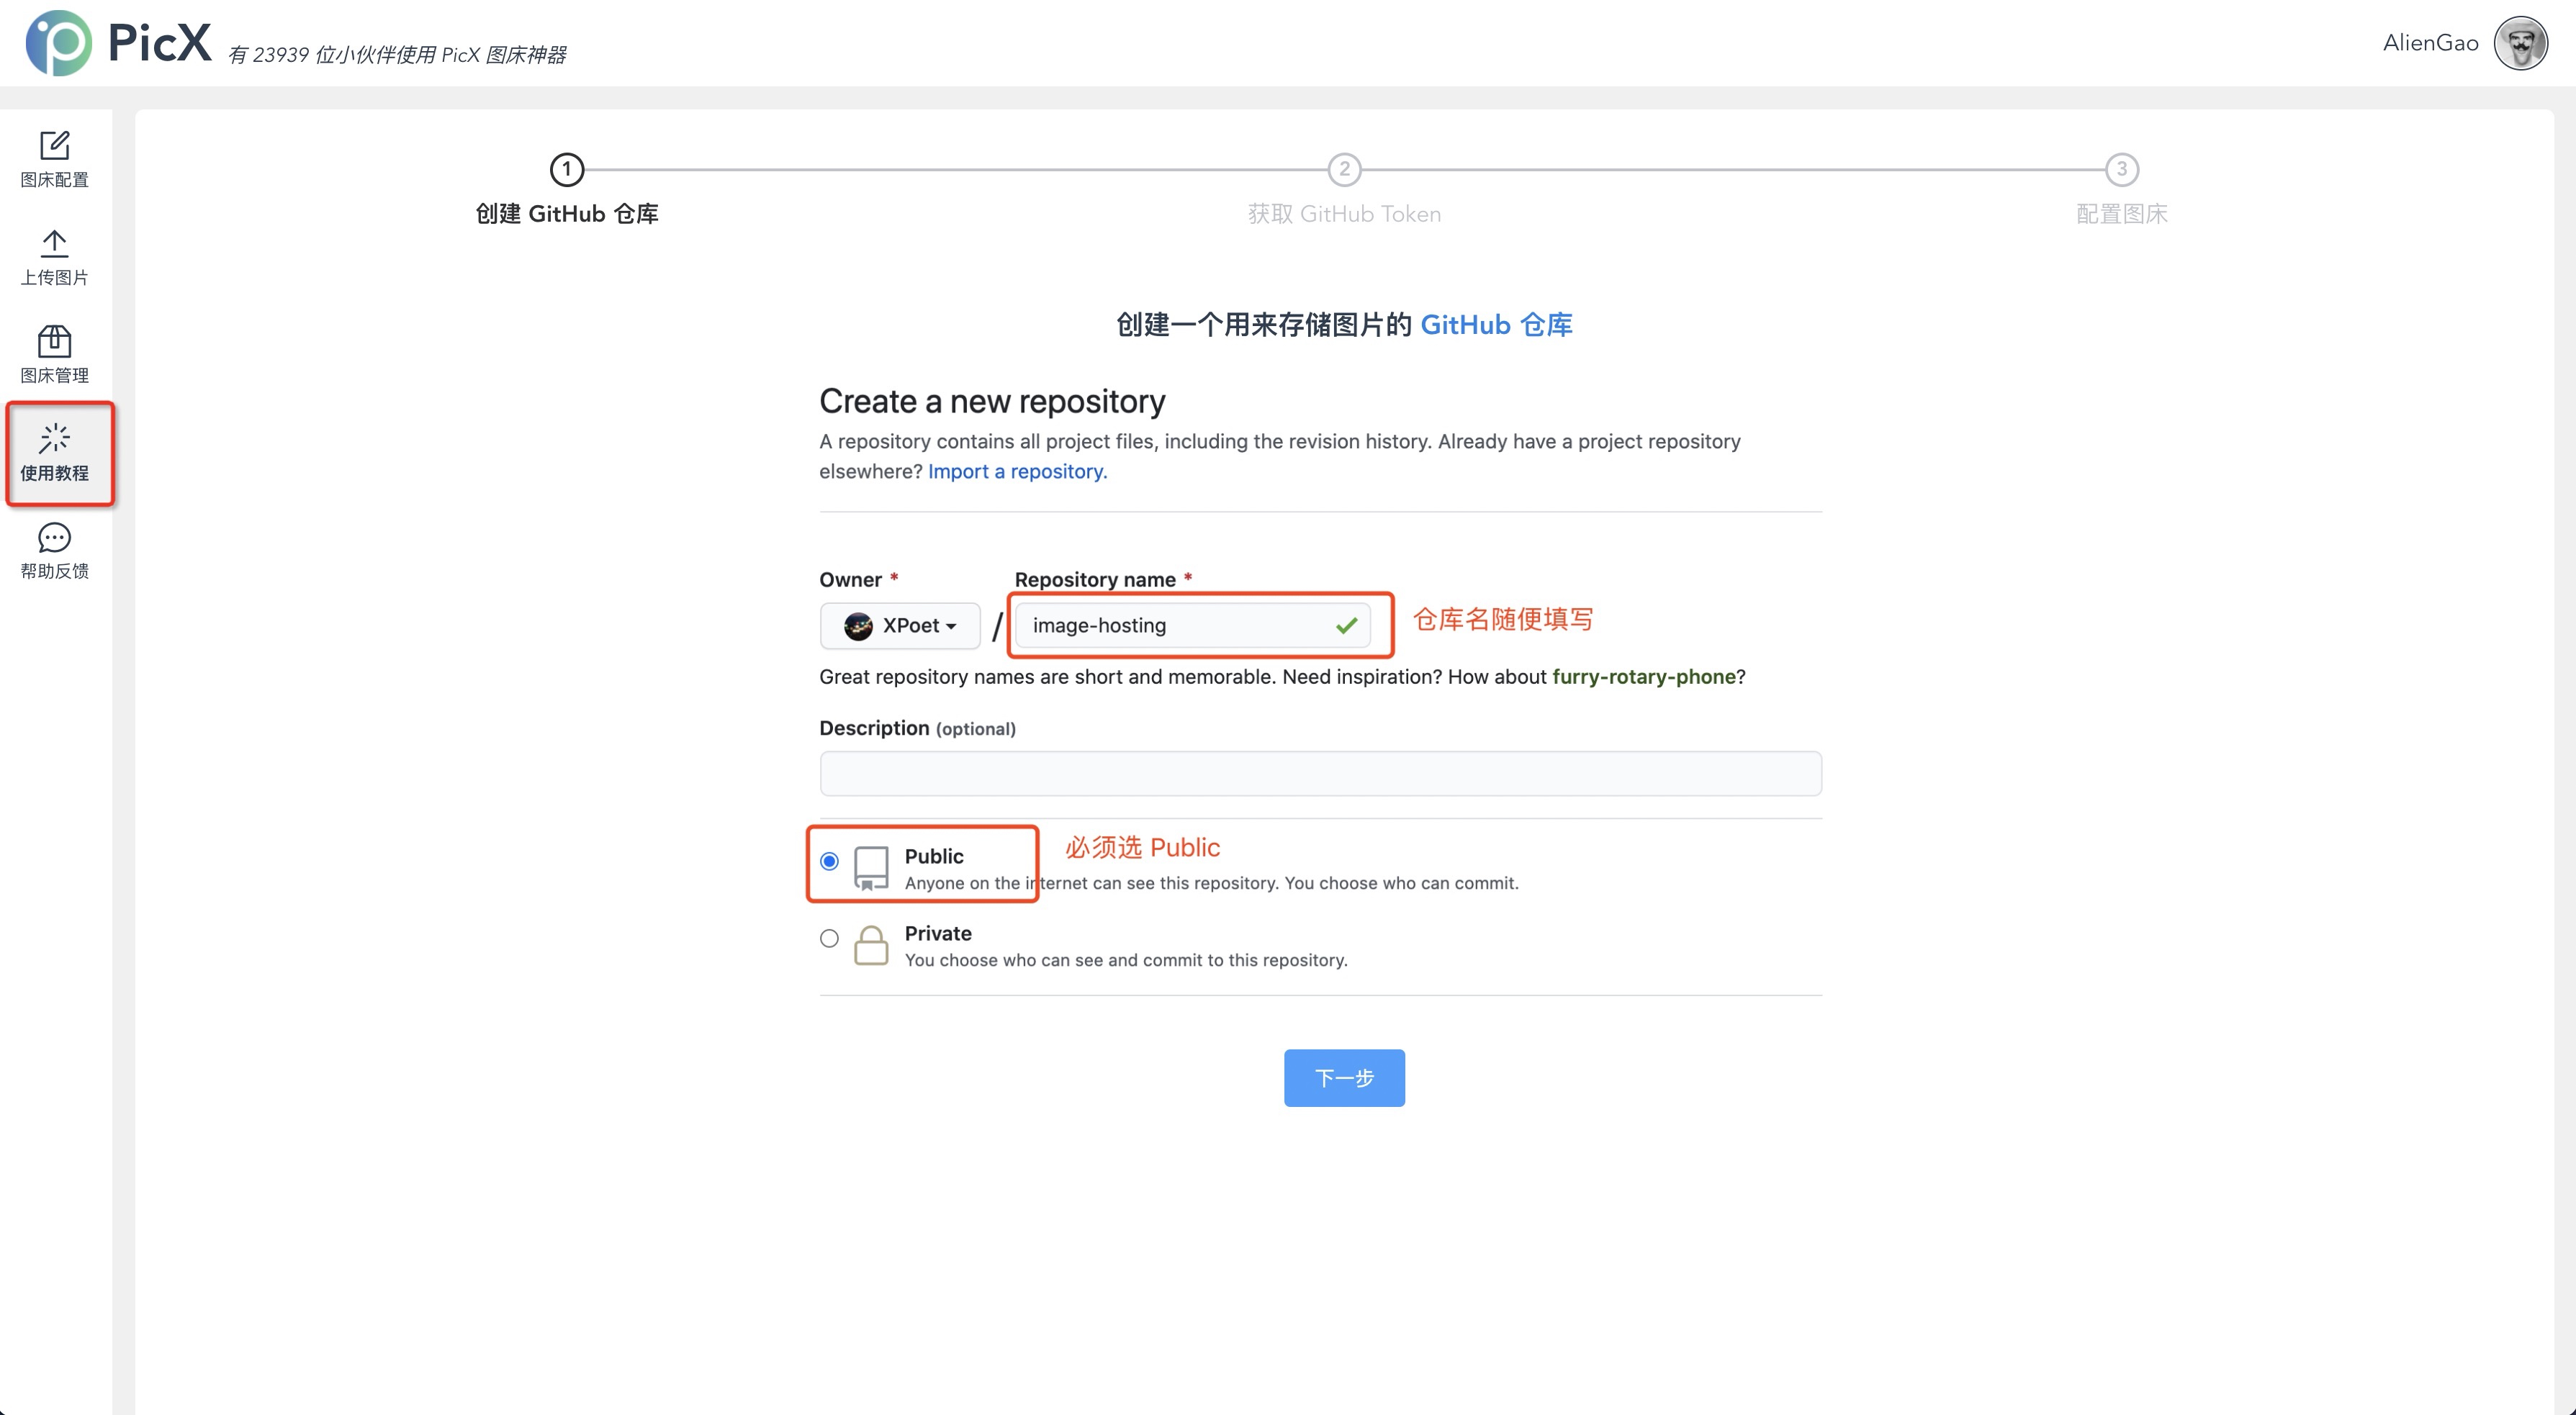 PicX 有 23939 位小伙伴使用 PicX 图床神器
AlienGao
图床配置
上传图片
图床管理
使用教程
帮助反馈
1 2 3
创建 GitHub 仓库 获取 GitHub Token 配置图床
创建一个用来存储图片的 GitHub 仓库
Create a new repository
A repository contains all project files, including the revision history. Already have a project repository
elsewhere? Import a repository.
Owner * Repository name *
XPoet / image-hosting 仓库名随便填写
Great repository names are short and memorable. Need inspiration? How about furry-rotary-phone?
Description (optional)
Public 必须选 Public
Anyone on the internet can see this repository. You choose who can commit.
Private
You choose who can see and commit to this repository.
下一步